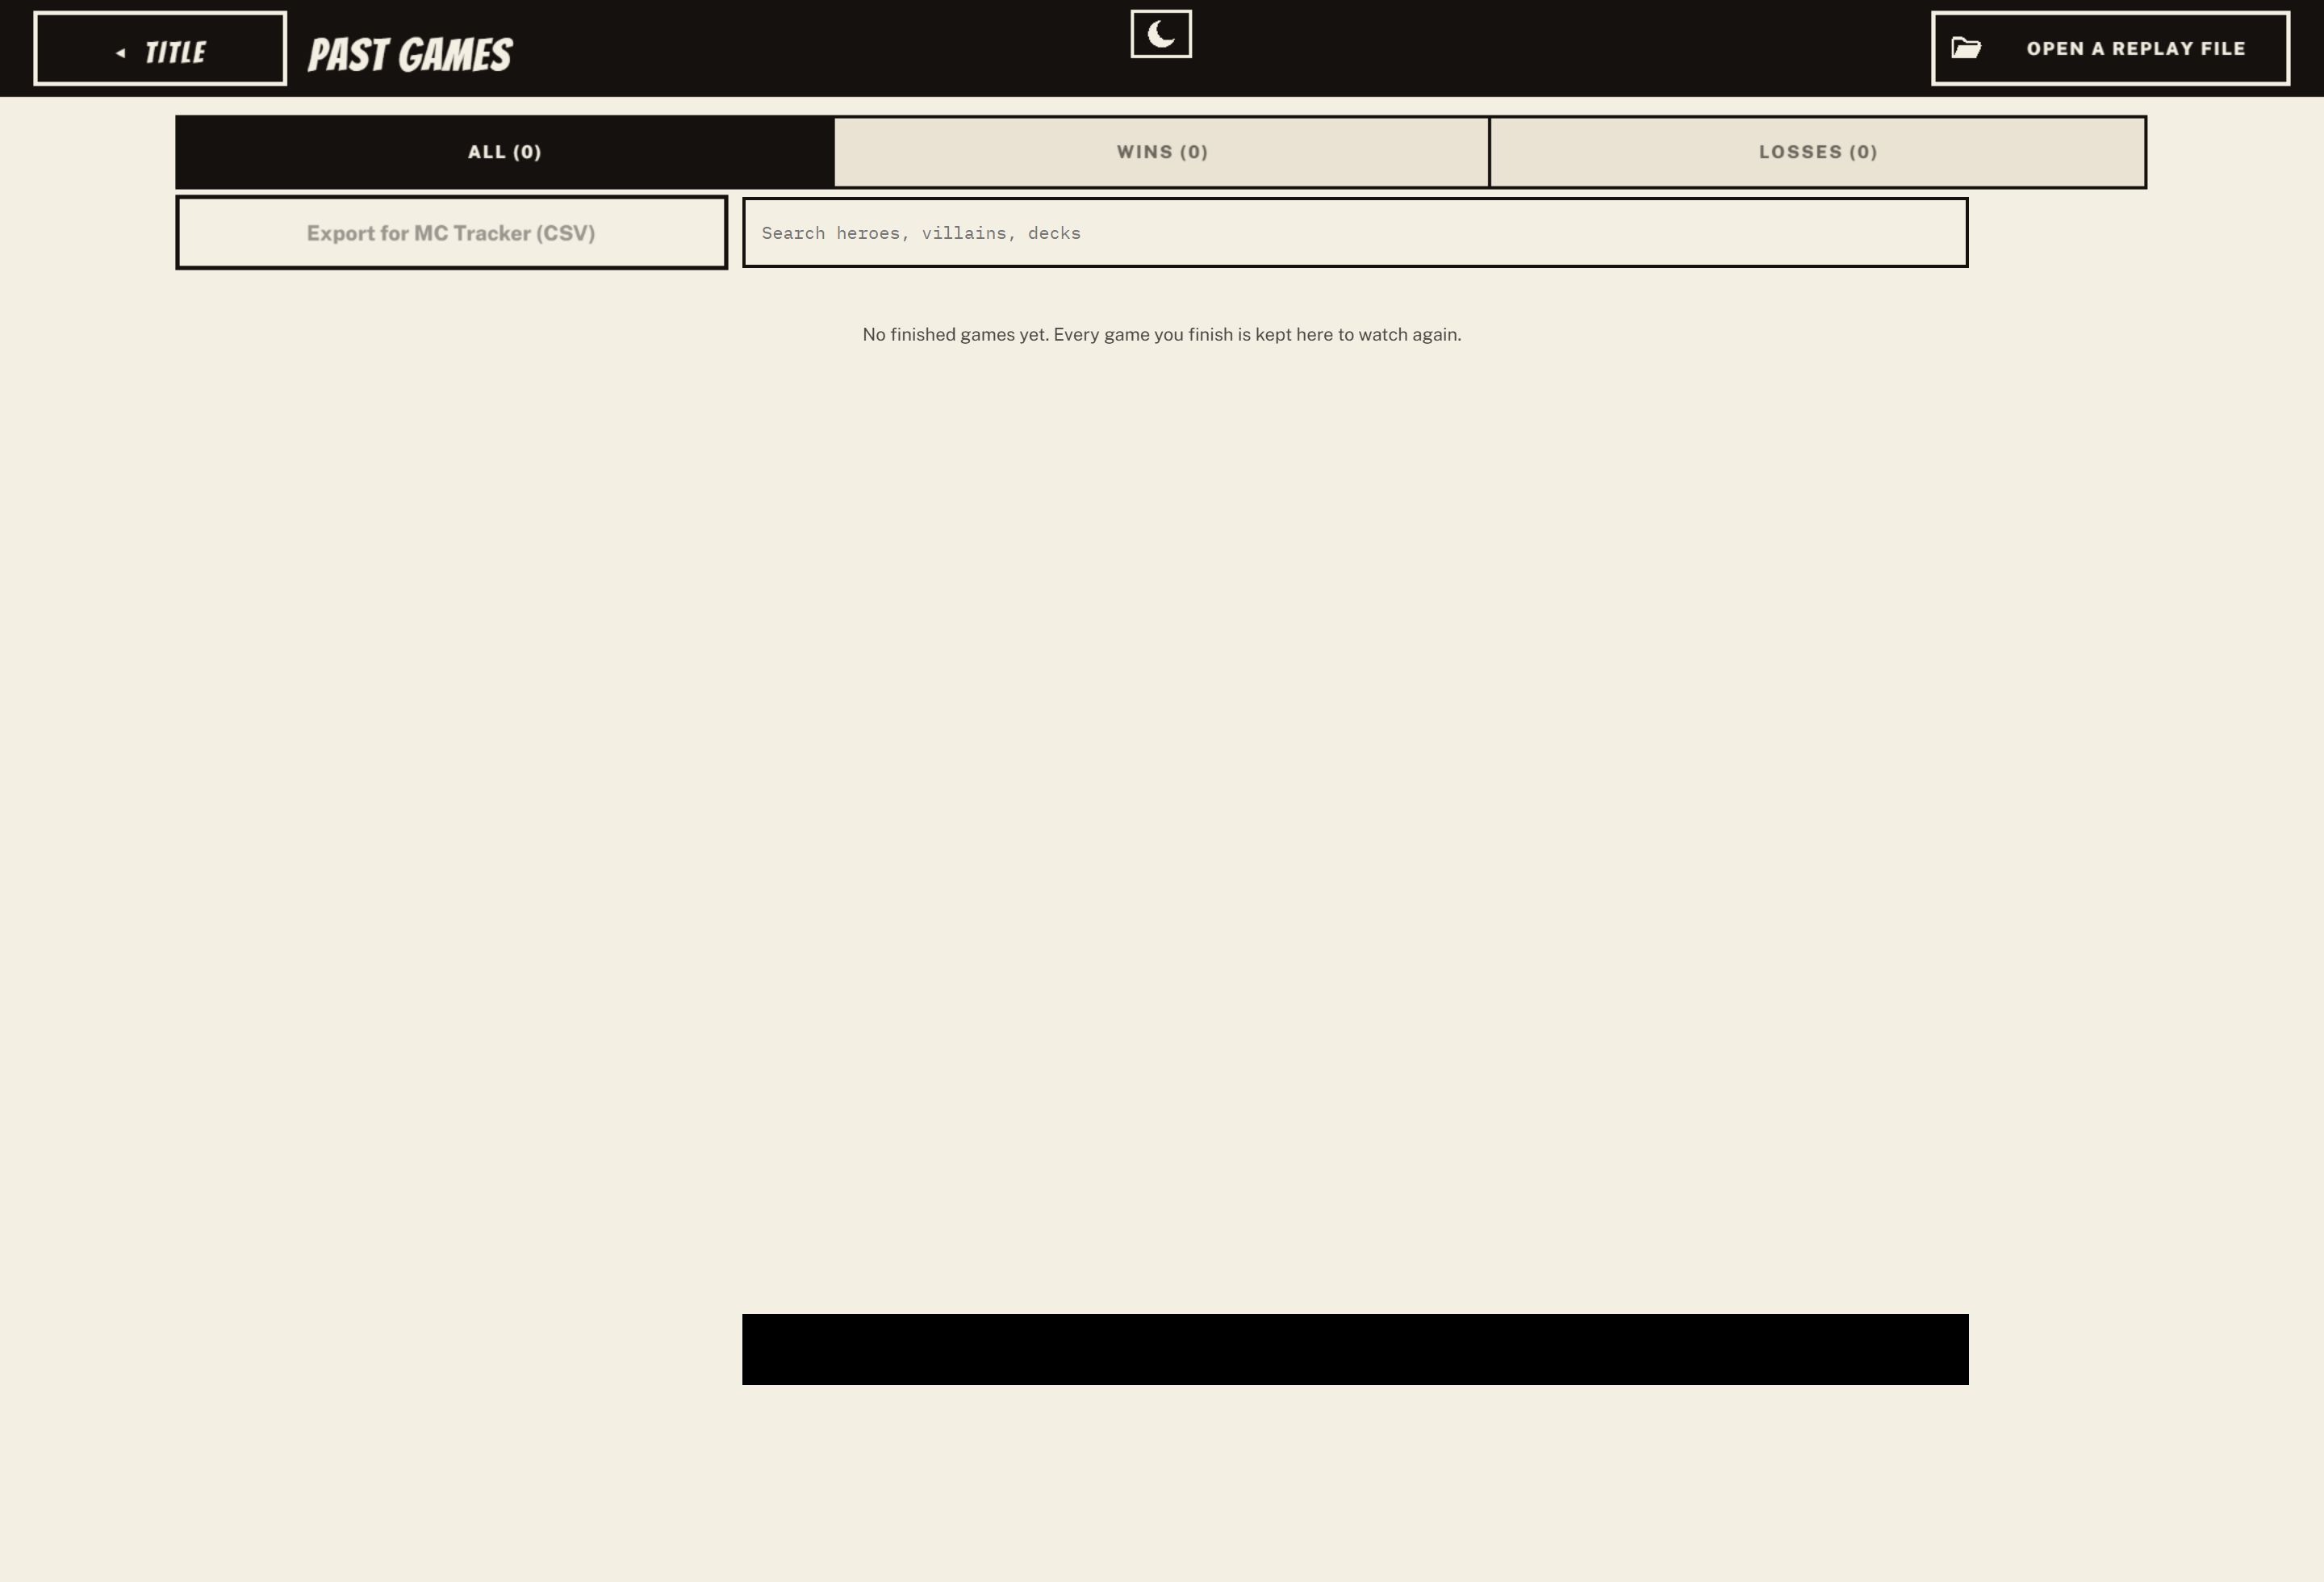 ◂ TITLE
PAST GAMES
OPEN A REPLAY FILE
ALL (0)
WINS (0)
LOSSES (0)
Export for MC Tracker (CSV)
Search heroes, villains, decks
No finished games yet. Every game you finish is kept here to watch again.